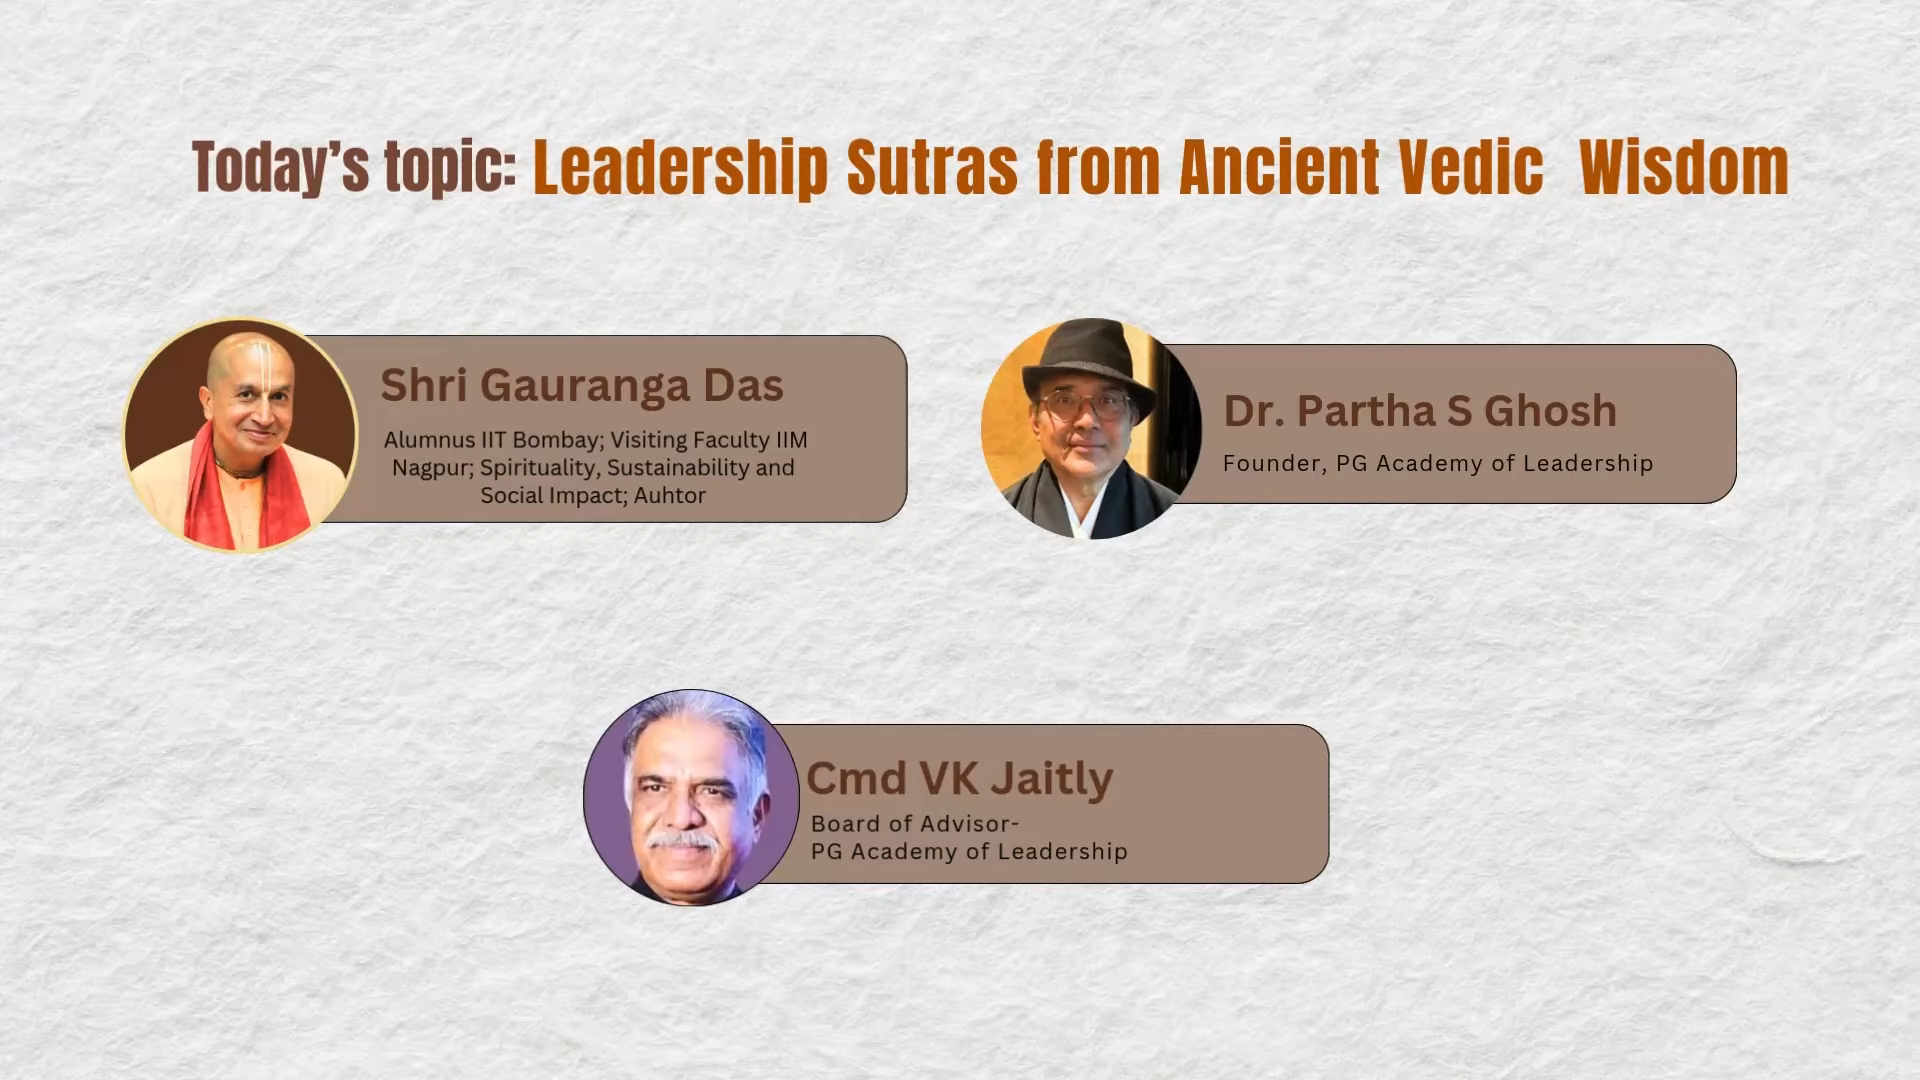 Today’s topic: Leadership Sutras from Ancient Vedic Wisdom
Shri Gauranga Das
Alumnus IIT Bombay; Visiting Faculty IIM
Nagpur; Spirituality, Sustainability and
Social Impact; Auhtor
Dr. Partha S Ghosh
Founder, PG Academy of Leadership
Cmd VK Jaitly
Board of Advisor-
PG Academy of Leadership